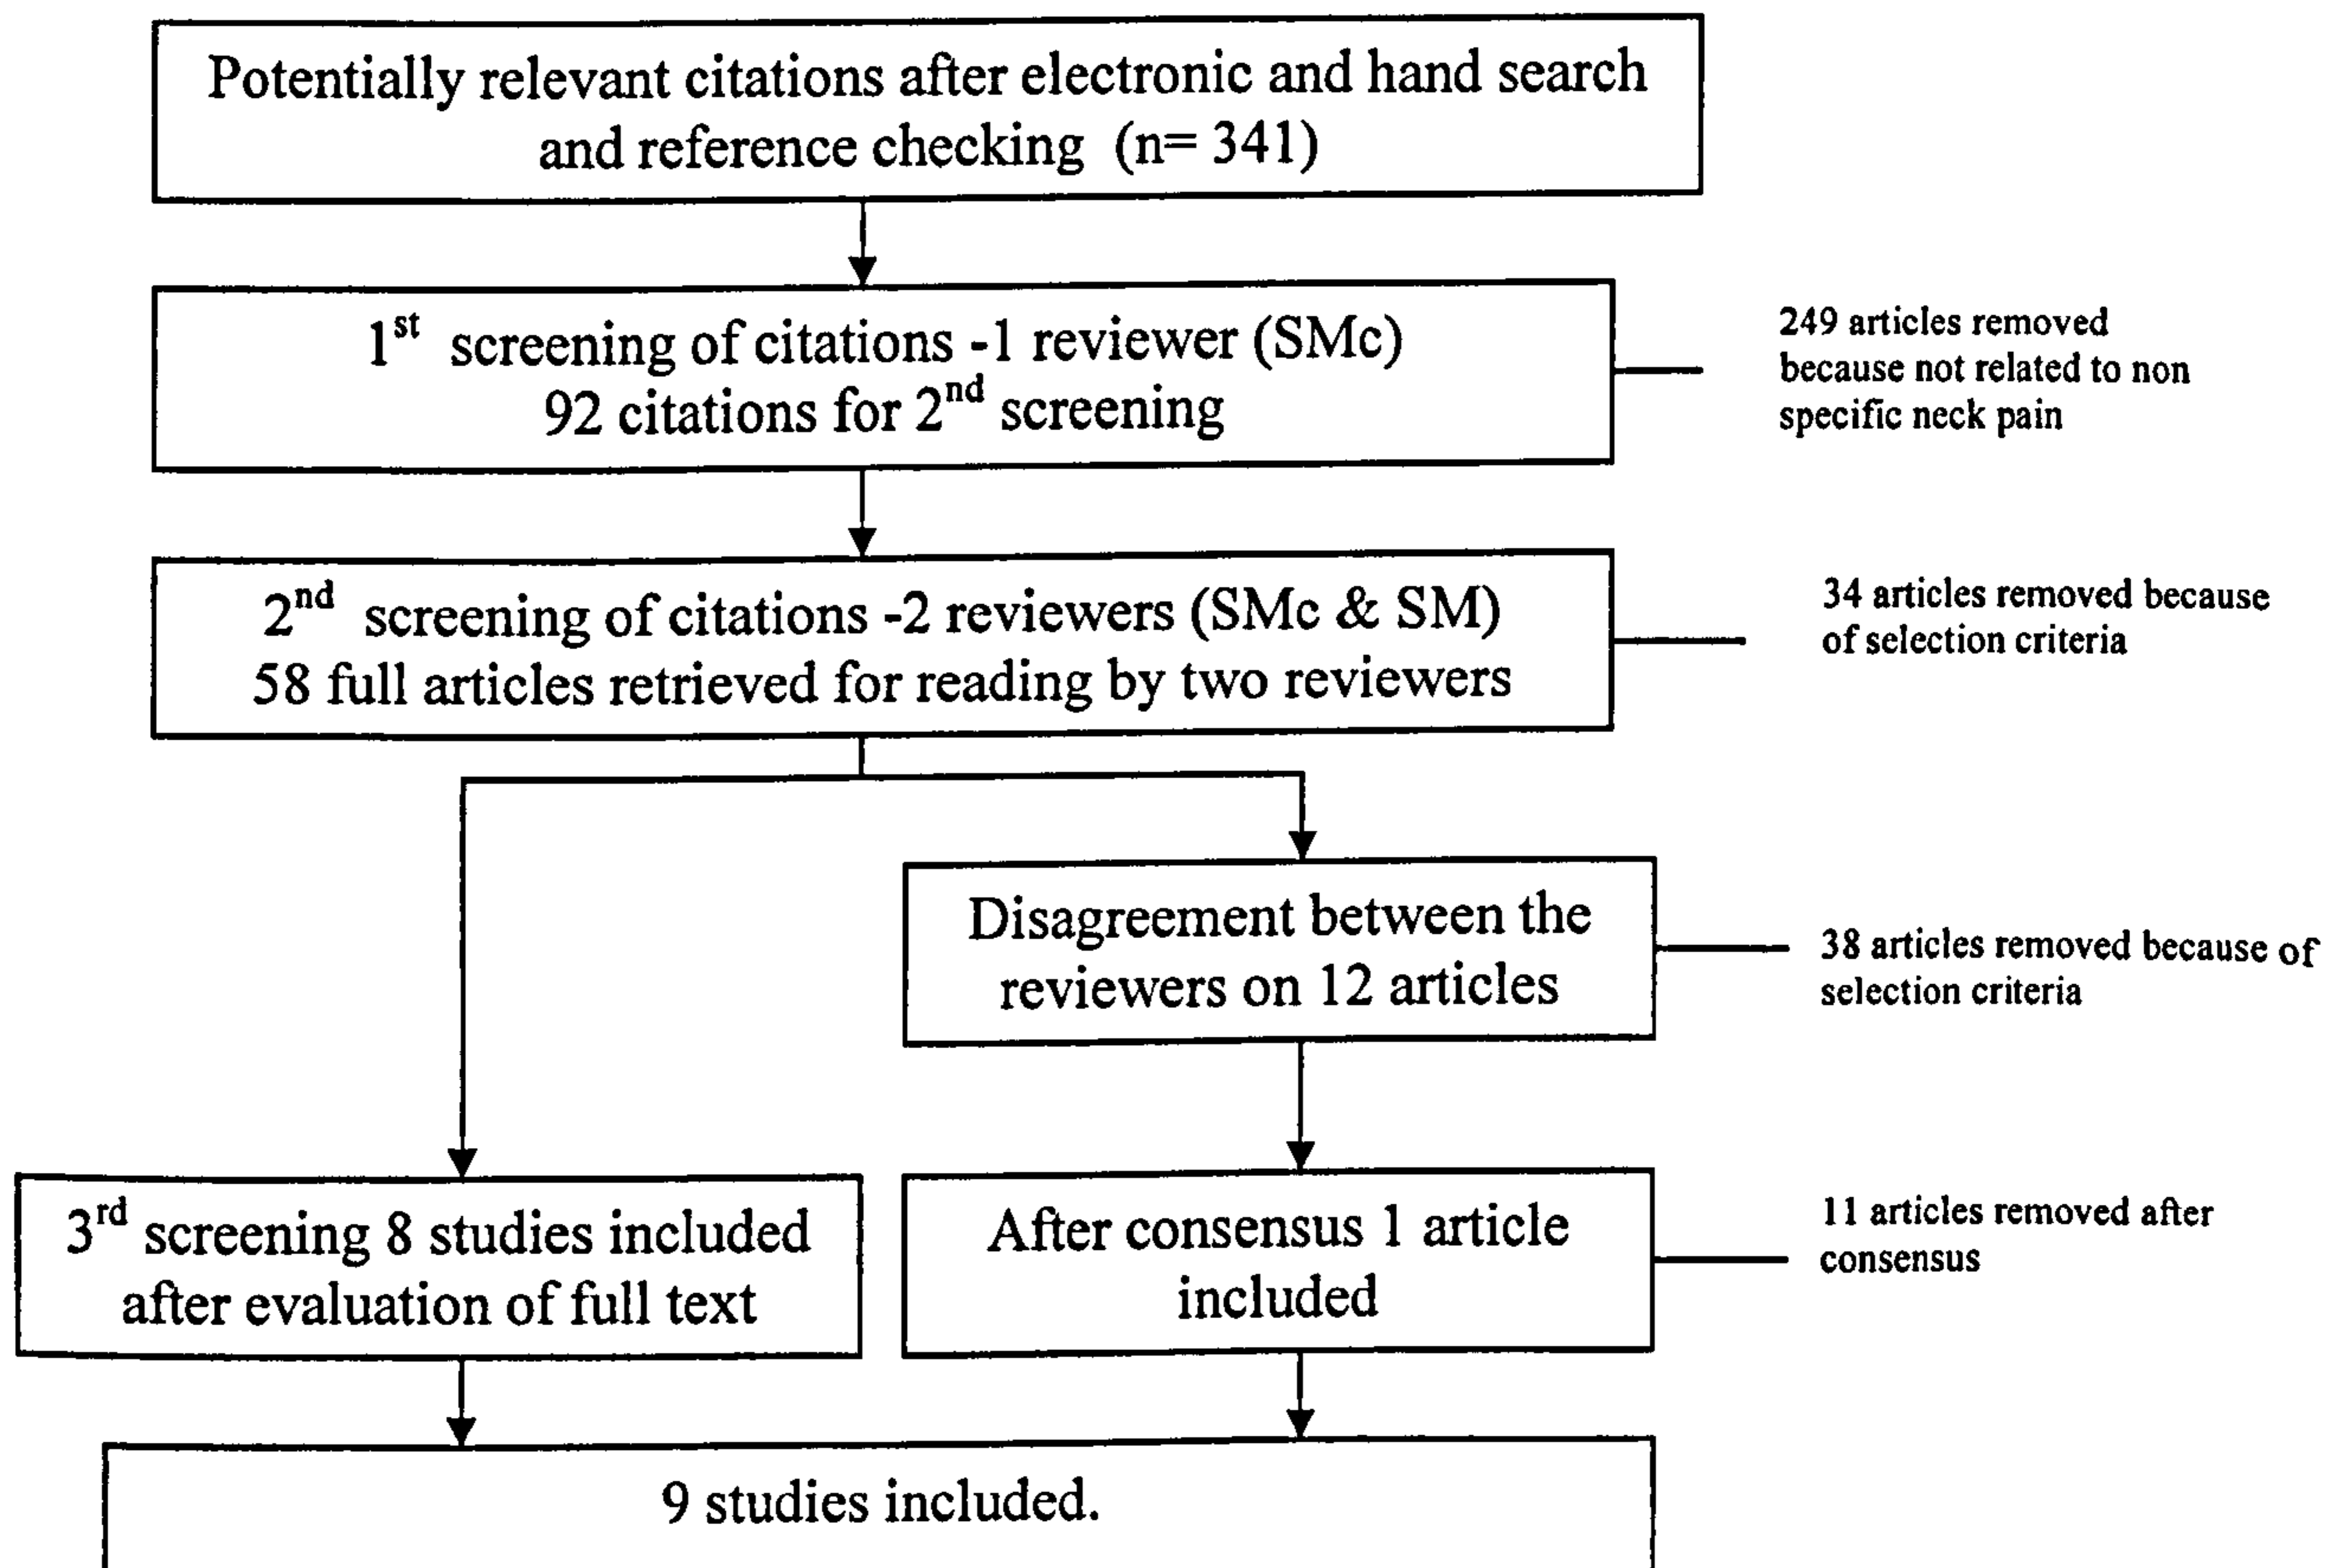 Potentially relevant citations after electronic and hand search
and reference checking (n= 341)
1st screening of citations -1 reviewer (SMc)
92 citations for 2nd screening
249 articles removed
because not related to non
specific neck pain
2nd screening of citations -2 reviewers (SMc & SM)
58 full articles retrieved for reading by two reviewers
34 articles removed because
of selection criteria
Disagreement between the
reviewers on 12 articles
38 articles removed because of
selection criteria
3rd screening 8 studies included
after evaluation of full text
After consensus 1 article
included
11 articles removed after
consensus
9 studies included.